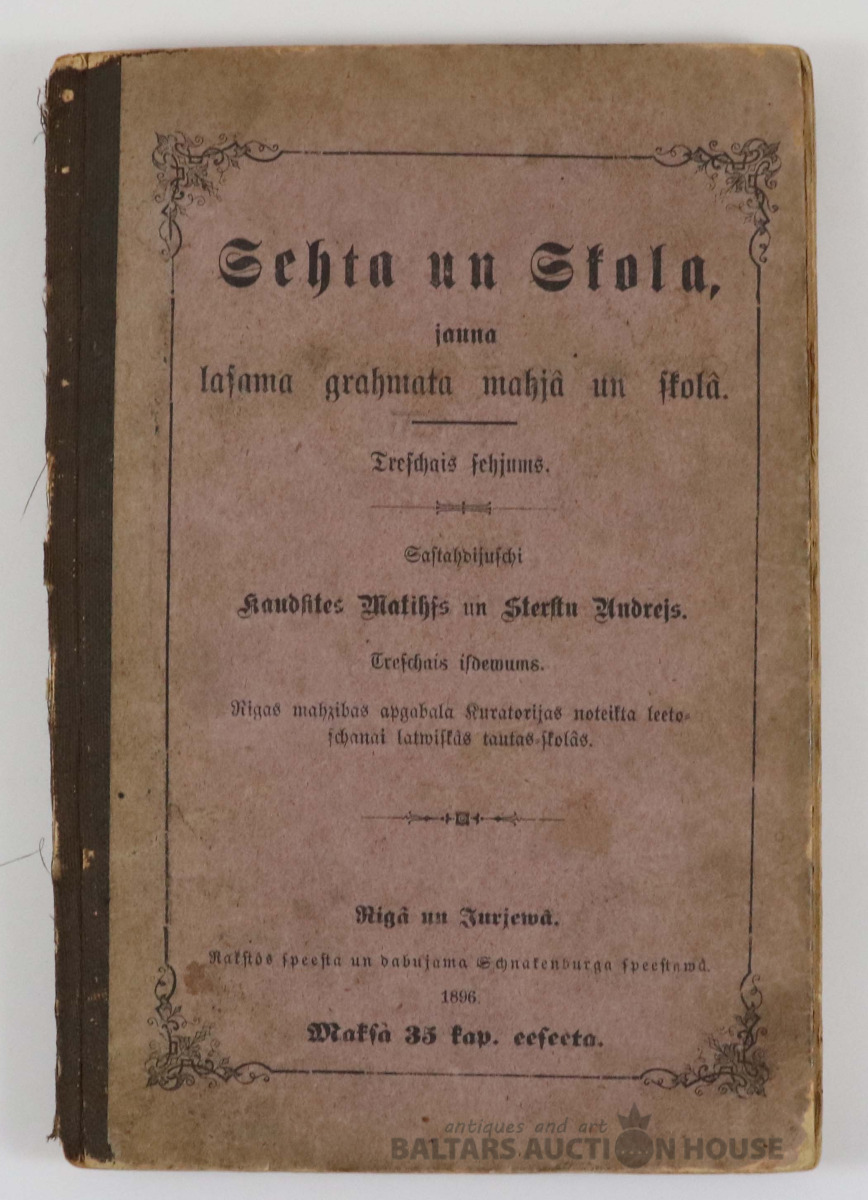 Sehta un Skola,
jauna
laſama grahmata mahjâ un ſkolâ.
Treſchais ſehjums.
Saſtahdijuſchi
Kaudſites Matihſs un Sterſtu Andrejs.
Treſchais iſdewums.
Rigas mahzibas apgabala Kuratorijas noteikta leeto-
ſchanai latwiſkâs tautas-ſkolâs.
Rigâ un Jurjewâ.
Rakſtôs ſpeeſta un dabujama Schnakenburga ſpeeſtawâ.
1896.
Makſà 35 kap. eeſeeta.
antiques and art
BALTARS AUCTION HOUSE